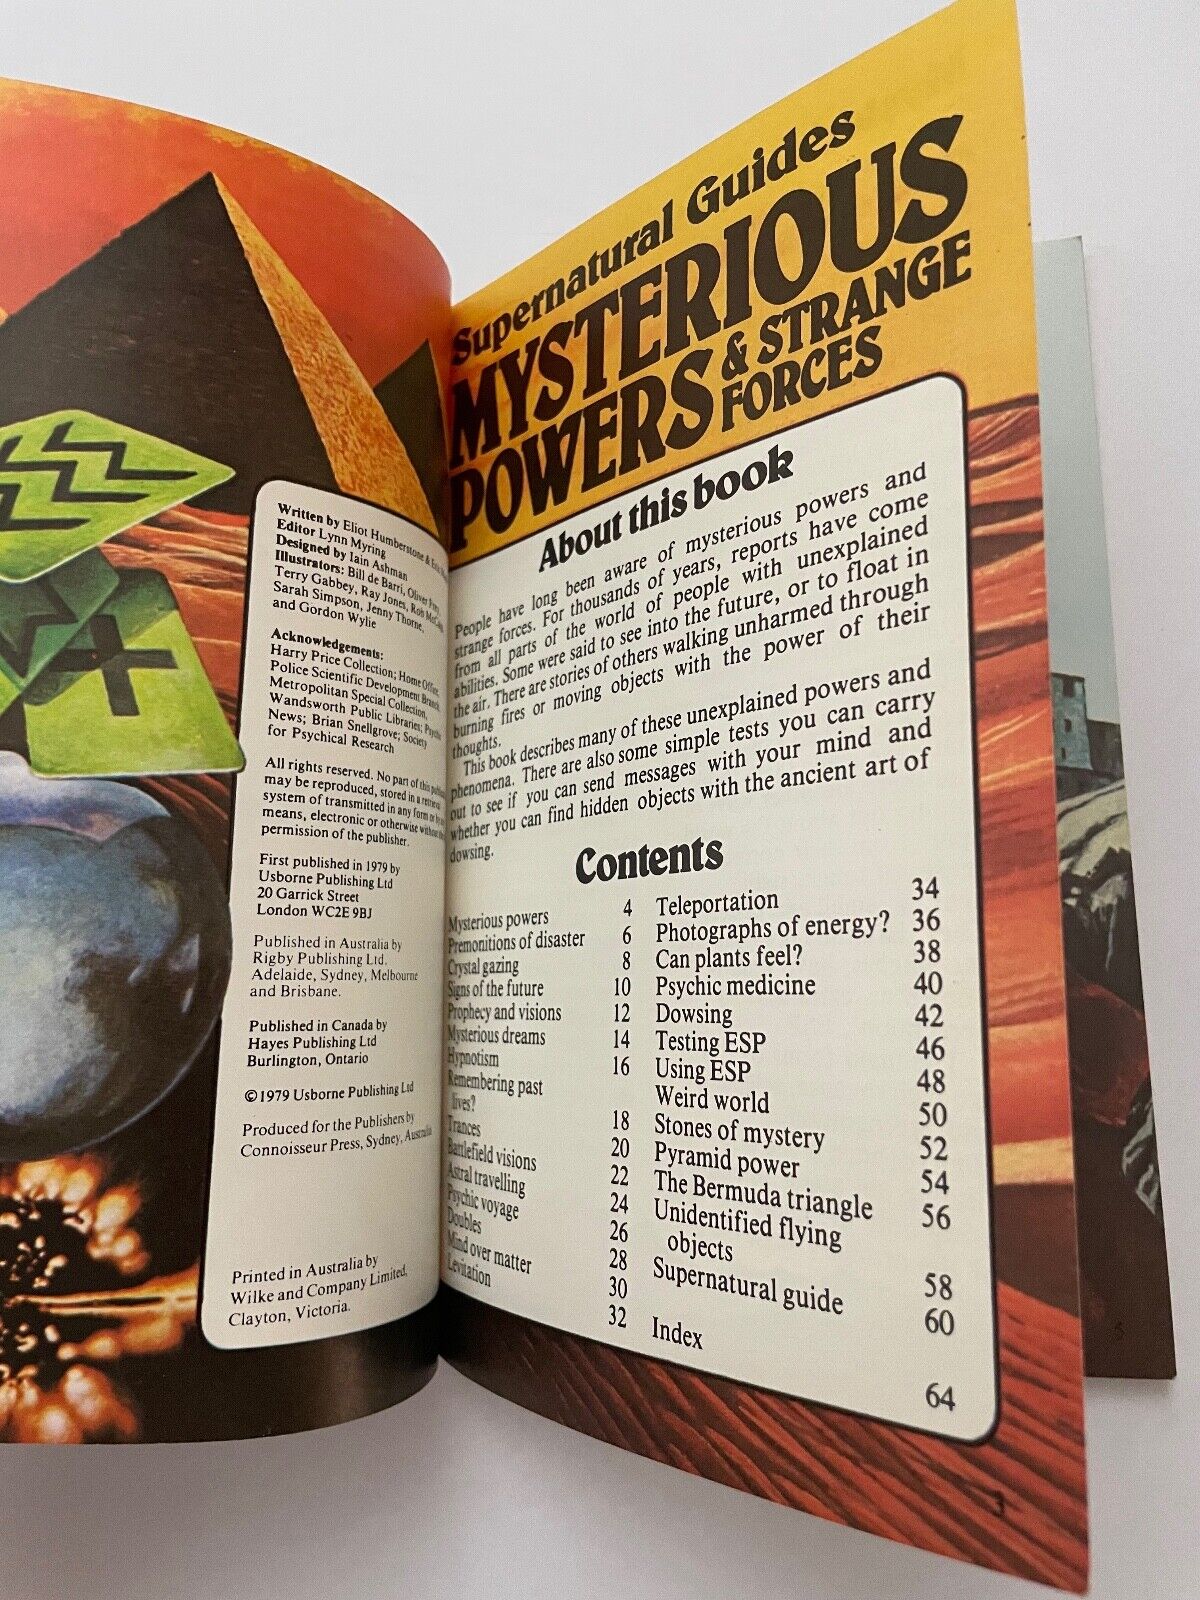 Written by Eliot Humberstone & Eric
Editor Lynn Myring
Designed by Iain Ashman
Illustrators: Bill de Barri, Oliver
Terry Gabbey, Ray Jones, Rob
Sarah Simpson, Jenny Thorne,
and Gordon Wylie
Acknowledgements:
Harry Price Collection; Home Office,
Police Scientific Development Branch,
Metropolitan Special Collection,
Wandsworth Public Libraries; Psychic
News; Brian Snellgrove; Society
for Psychical Research
All rights reserved. No part of this
may be reproduced, stored in a retrieval
system of transmitted in any form or by
means, electronic or otherwise without
permission of the publisher.
First published in 1979 by
Usborne Publishing Ltd
20 Garrick Street
London WC2E 9BJ
Published in Australia by
Rigby Publishing Ltd.
Adelaide, Sydney, Melbourne
and Brisbane.
Published in Canada by
Hayes Publishing Ltd
Burlington, Ontario
©1979 Usborne Publishing Ltd
Produced for the Publishers by
Connoisseur Press, Sydney, Australia
Printed in Australia by
Wilke and Company Limited,
Clayton, Victoria.
Supernatural Guides
MYSTERIOUS
POWERS & STRANGE
FORCES
About this book
People have long been aware of mysterious powers and
strange forces. For thousands of years, reports have come
from all parts of the world of people with unexplained
abilities. Some were said to see into the future, or to float in
the air. There are stories of others walking unharmed through
burning fires or moving objects with the power of their
thoughts.
This book describes many of these unexplained powers and
phenomena. There are also some simple tests you can carry
out to see if you can send messages with your mind and
whether you can find hidden objects with the ancient art of
dowsing.
Contents
Mysterious powers 4
Premonitions of disaster 6
Crystal gazing 8
Signs of the future 10
Prophecy and visions 12
Mysterious dreams 14
Hypnotism 16
Remembering past
lives? 18
Trances 20
Battlefield visions 22
Astral travelling 24
Psychic voyage 26
Doubles 28
Mind over matter 30
Levitation 32
Teleportation 34
Photographs of energy? 36
Can plants feel? 38
Psychic medicine 40
Dowsing 42
Testing ESP 46
Using ESP 48
Weird world 50
Stones of mystery 52
Pyramid power 54
The Bermuda triangle 56
Unidentified flying
objects 58
Supernatural guide 60
Index 64
3